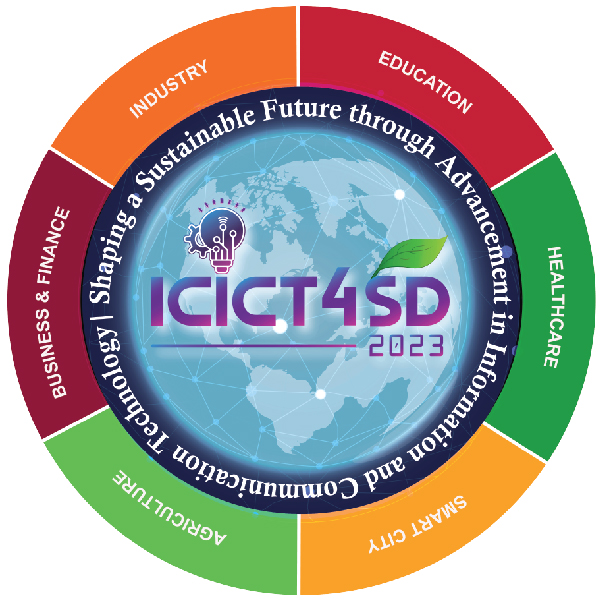 INDUSTRY
EDUCATION
HEALTHCARE
SMART CITY
AGRICULTURE
BUSINESS & FINANCE
Shaping a Sustainable Future through Advancement in Information and Communication Technology |
ICICT4SD
2023